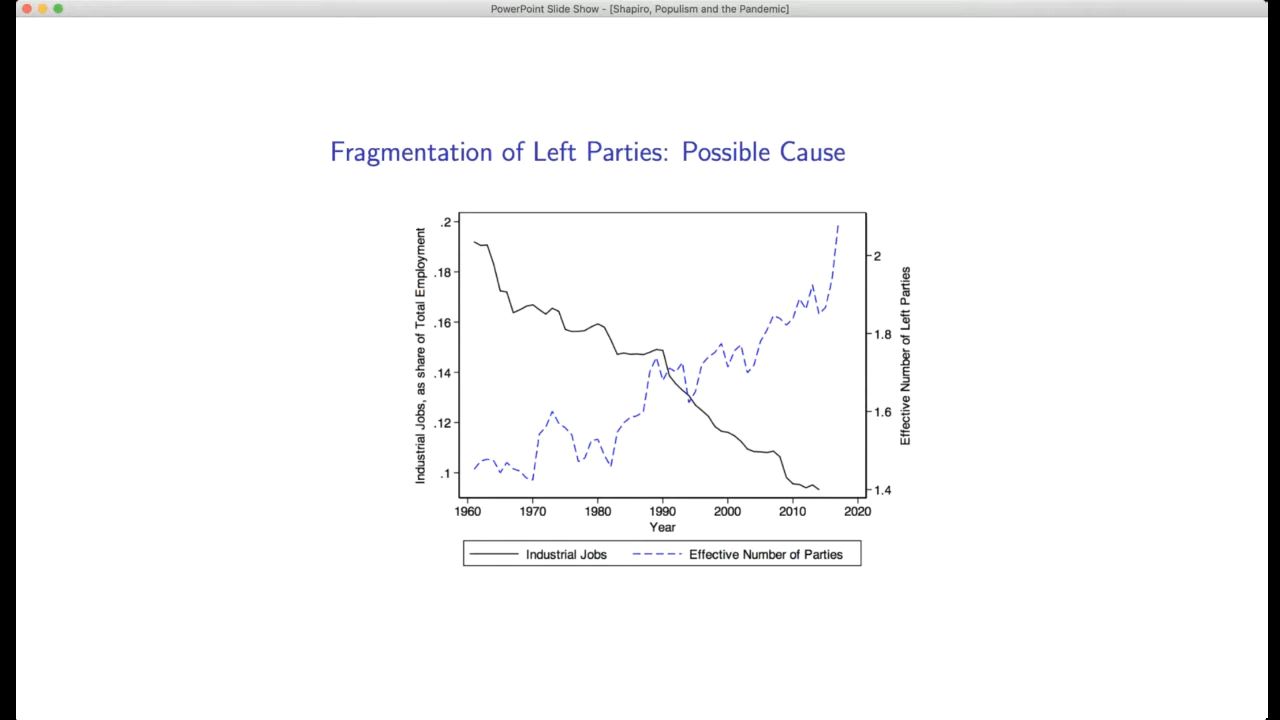 PowerPoint Slide Show - [Shapiro, Populism and the Pandemic]
Fragmentation of Left Parties: Possible Cause
Industrial Jobs, as share of Total Employment
.2
.18
.16
.14
.12
.1
2
1.8
1.6
1.4
Effective Number of Left Parties
1960 1970 1980 1990 2000 2010 2020
Year
Industrial Jobs Effective Number of Parties